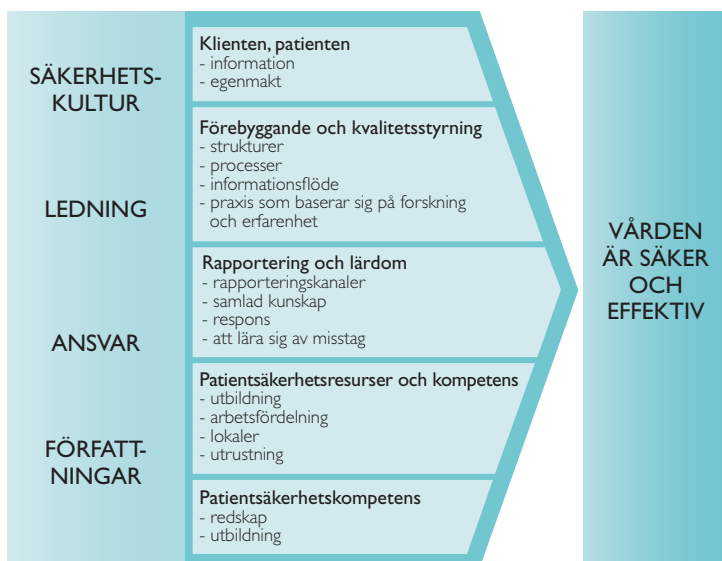 SÄKERHETS-
KULTUR
LEDNING
ANSVAR
FÖRFATT-
NINGAR
Klienten, patienten
- information
- egenmakt
Förebyggande och kvalitetsstyrning
- strukturer
- processer
- informationsflöde
- praxis som baserar sig på forskning
och erfarenhet
Rapportering och lärdom
- rapporteringskanaler
- samlad kunskap
- respons
- att lära sig av misstag
Patientsäkerhetsresurser och kompetens
- utbildning
- arbetsfördelning
- lokaler
- utrustning
Patientsäkerhetskompetens
- redskap
- utbildning
VÅRDEN
ÄR SÄKER
OCH
EFFEKTIV